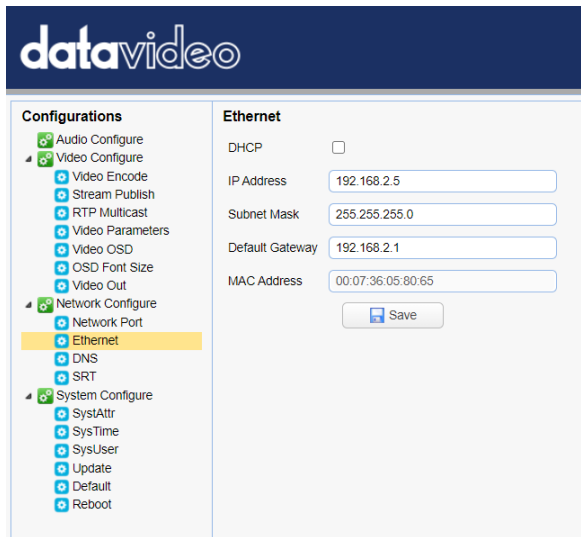 datavideo
Configurations
Audio Configure
Video Configure
Video Encode
Stream Publish
RTP Multicast
Video Parameters
Video OSD
OSD Font Size
Video Out
Network Configure
Network Port
Ethernet
DNS
SRT
System Configure
SystAttr
SysTime
SysUser
Update
Default
Reboot
Ethernet
DHCP
IP Address 192.168.2.5
Subnet Mask 255.255.255.0
Default Gateway 192.168.2.1
MAC Address 00:07:36:05:80:65
Save